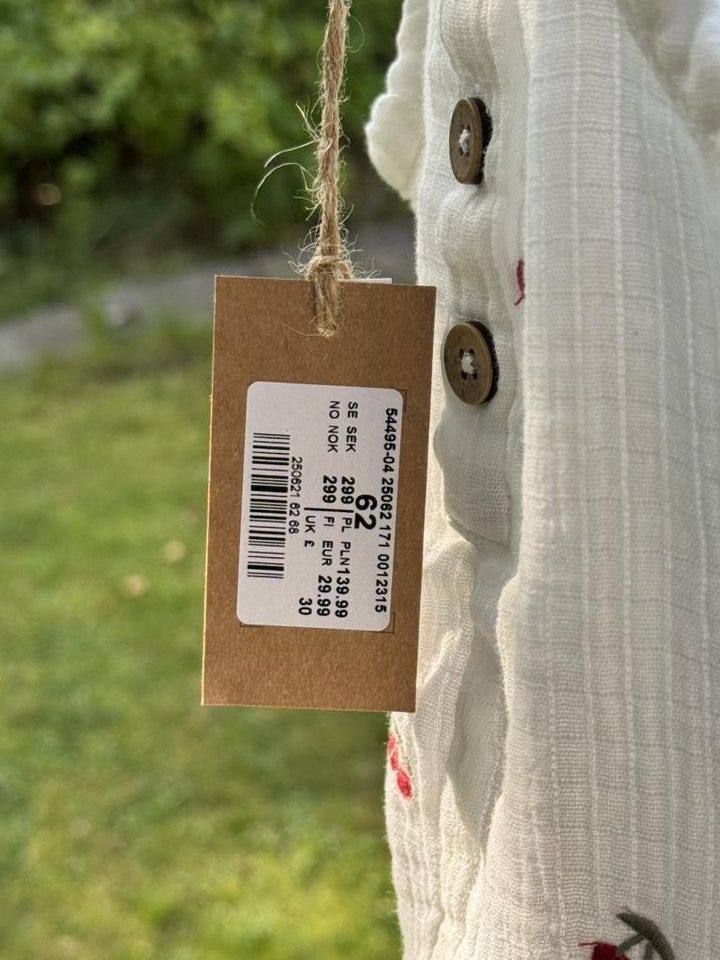 54495-04 25062 171 0012315
62
SE SEK 299 PL PLN 139.99
NO NOK 299 FI EUR 29.99
UK £ 30
250621 62 68